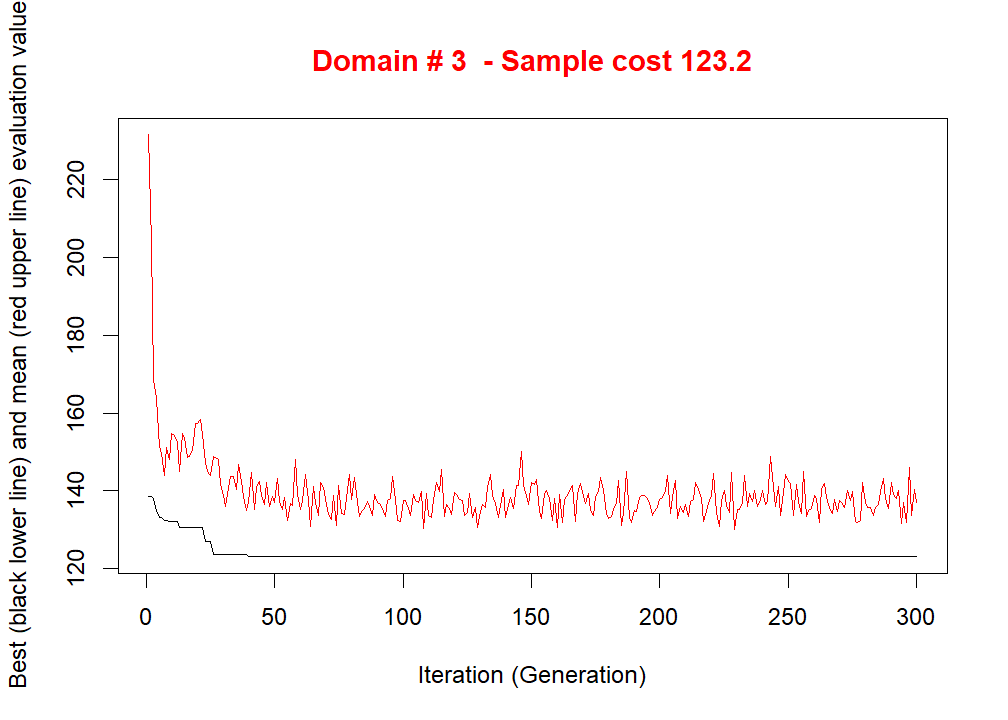 Domain # 3  - Sample cost 123.2
Best (black lower line) and mean (red upper line) evaluation value
220
200
180
160
140
120
0 50 100 150 200 250 300
Iteration (Generation)